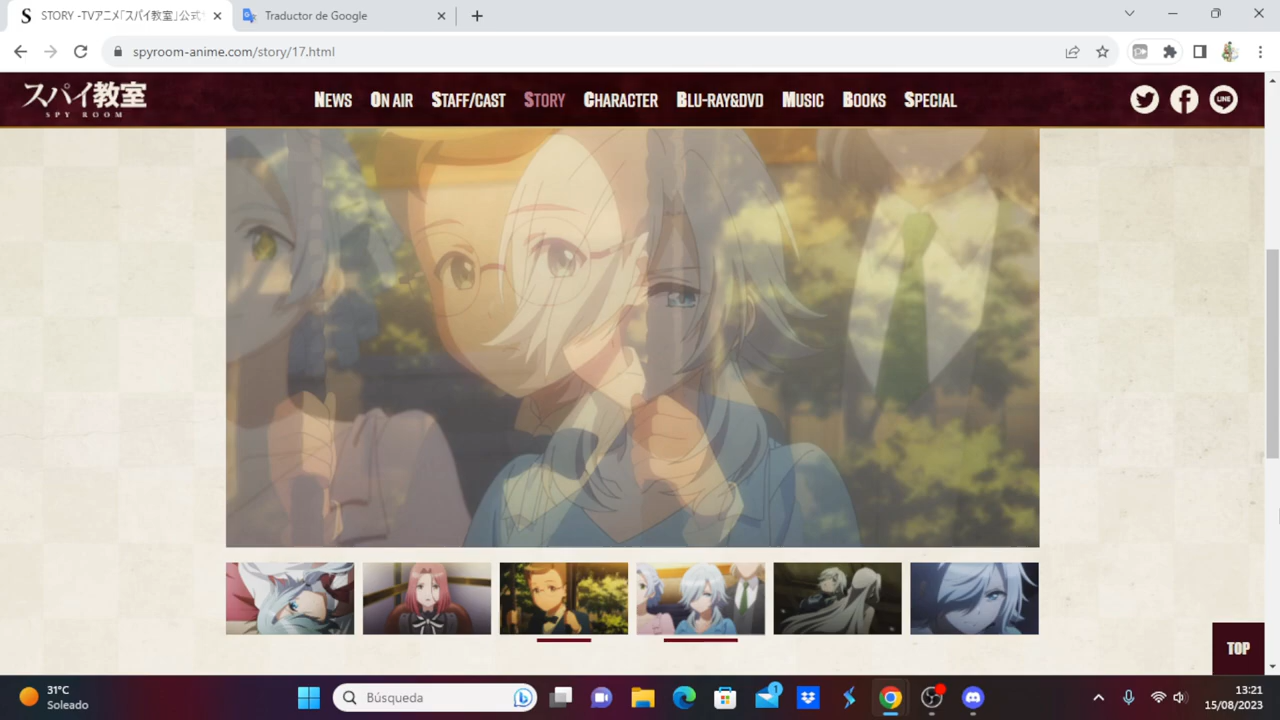 STORY -TVアニメ「スパイ教室」公式
Traductor de Google
spyroom-anime.com/story/17.html
スパイ教室
SPY ROOM
NEWS ON AIR STAFF/CAST STORY CHARACTER BLU-RAY&DVD MUSIC BOOKS SPECIAL
LINE
TOP
31°C
Soleado
Búsqueda
1
13:21
15/08/2023